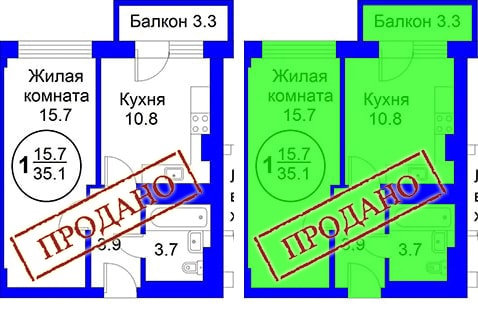 Балкон 3.3
Жилая
комната
15.7
Кухня
10.8
1 15.7
35.1
ПРОДАНО
3.9
3.7
Балкон 3.3
Жилая
комната
15.7
Кухня
10.8
1 15.7
35.1
ПРОДАНО
3.9
3.7